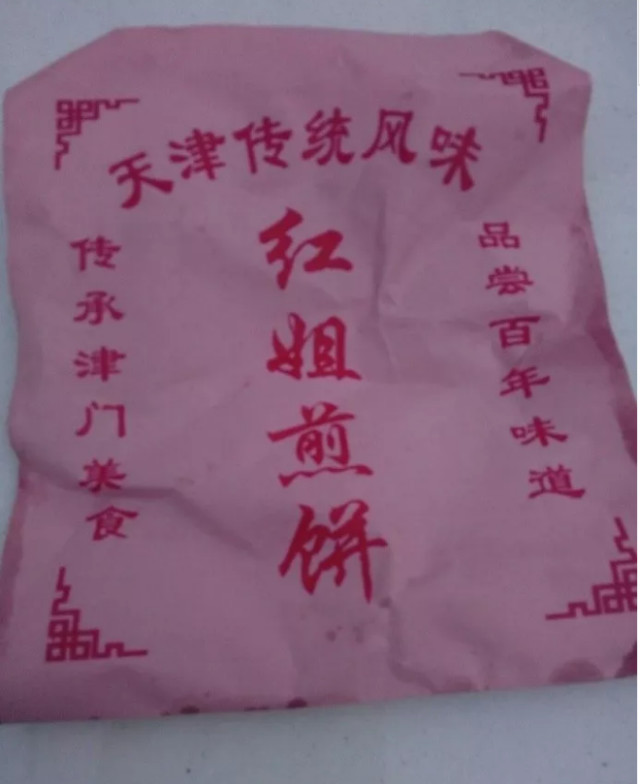 天津传统风味
红姐煎饼
品尝百年味道
传承津门美食